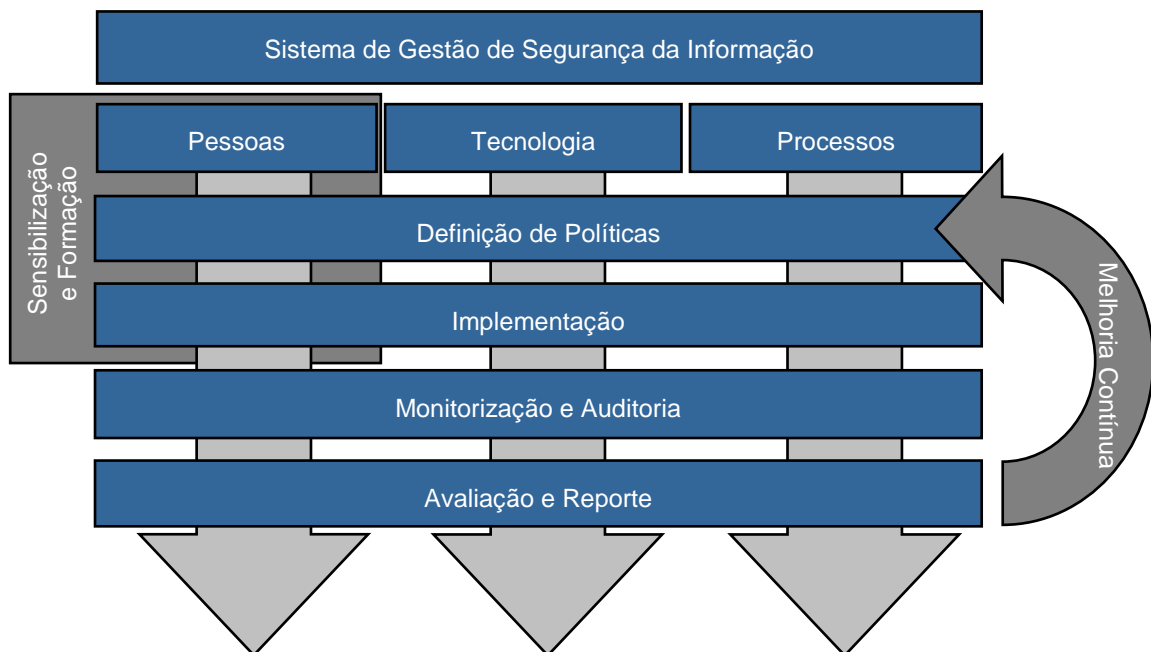 Sistema de Gestão de Segurança da Informação
Pessoas
Tecnologia
Processos
Sensibilização
e Formação
Definição de Políticas
Implementação
Melhoria Contínua
Monitorização e Auditoria
Avaliação e Reporte